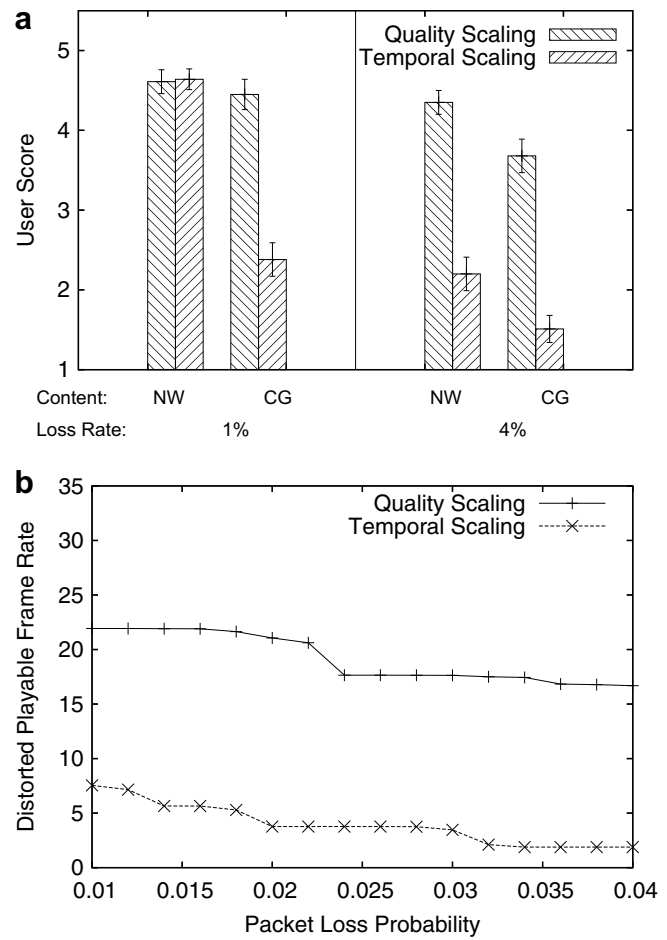 a
Quality Scaling
Temporal Scaling
5
4
3
2
1
User Score
Content: NW CG NW CG
Loss Rate: 1% 4%
b
Quality Scaling
Temporal Scaling
35
30
25
20
15
10
5
0
Distorted Playable Frame Rate
0.01 0.015 0.02 0.025 0.03 0.035 0.04
Packet Loss Probability